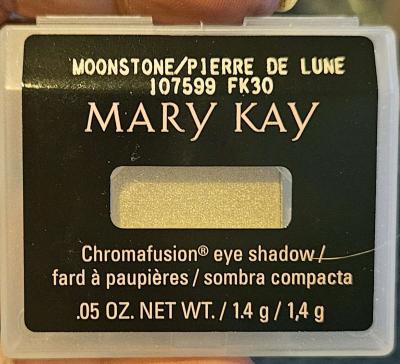 MOONSTONE/PIERRE DE LUNE
107599 FK30
MARY KAY
Chromafusion® eye shadow/
fard à paupières / sombra compacta
.05 OZ. NET WT. / 1.4 g / 1,4 g